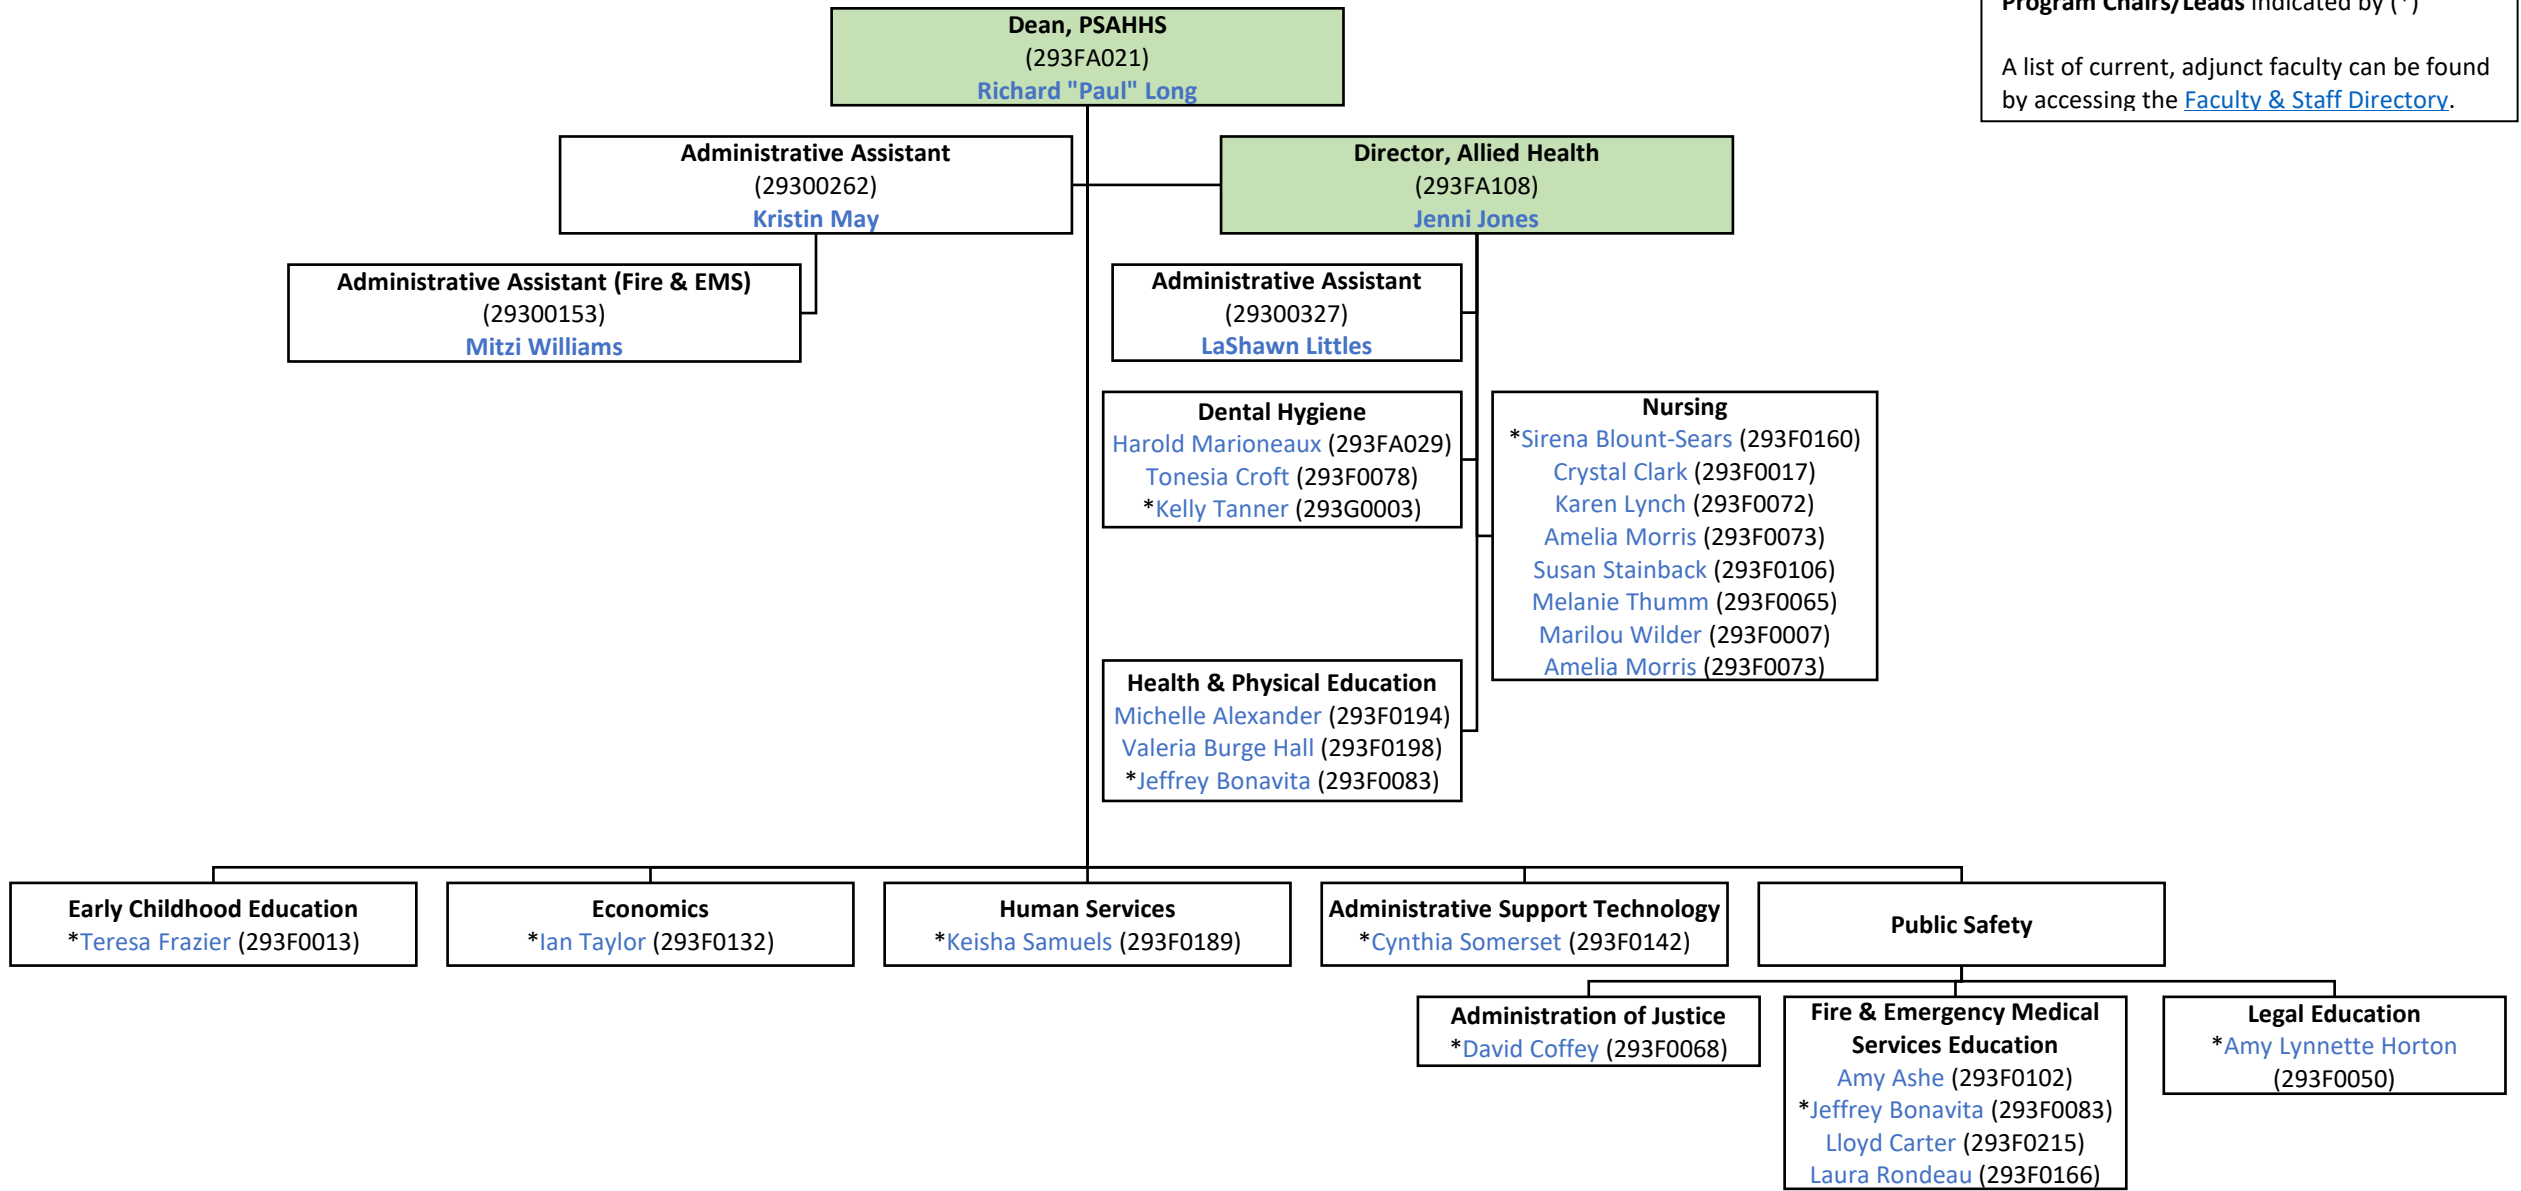 Dean, PSAHHS
(293FA021)
Richard "Paul" Long
Program Chairs/Leads indicated by (*)
A list of current, adjunct faculty can be found
by accessing the Faculty & Staff Directory.
Administrative Assistant
(29300262)
Kristin May
Director, Allied Health
(293FA108)
Jenni Jones
Administrative Assistant (Fire & EMS)
(29300153)
Mitzi Williams
Administrative Assistant
(29300327)
LaShawn Littles
Dental Hygiene
Harold Marioneaux (293FA029)
Tonesia Croft (293F0078)
*Kelly Tanner (293G0003)
Nursing
*Sirena Blount-Sears (293F0160)
Crystal Clark (293F0017)
Karen Lynch (293F0072)
Amelia Morris (293F0073)
Susan Stainback (293F0106)
Melanie Thumm (293F0065)
Marilou Wilder (293F0007)
Amelia Morris (293F0073)
Health & Physical Education
Michelle Alexander (293F0194)
Valeria Burge Hall (293F0198)
*Jeffrey Bonavita (293F0083)
Early Childhood Education
*Teresa Frazier (293F0013)
Economics
*Ian Taylor (293F0132)
Human Services
*Keisha Samuels (293F0189)
Administrative Support Technology
*Cynthia Somerset (293F0142)
Public Safety
Administration of Justice
*David Coffey (293F0068)
Fire & Emergency Medical
Services Education
Amy Ashe (293F0102)
*Jeffrey Bonavita (293F0083)
Lloyd Carter (293F0215)
Laura Rondeau (293F0166)
Legal Education
*Amy Lynnette Horton
(293F0050)